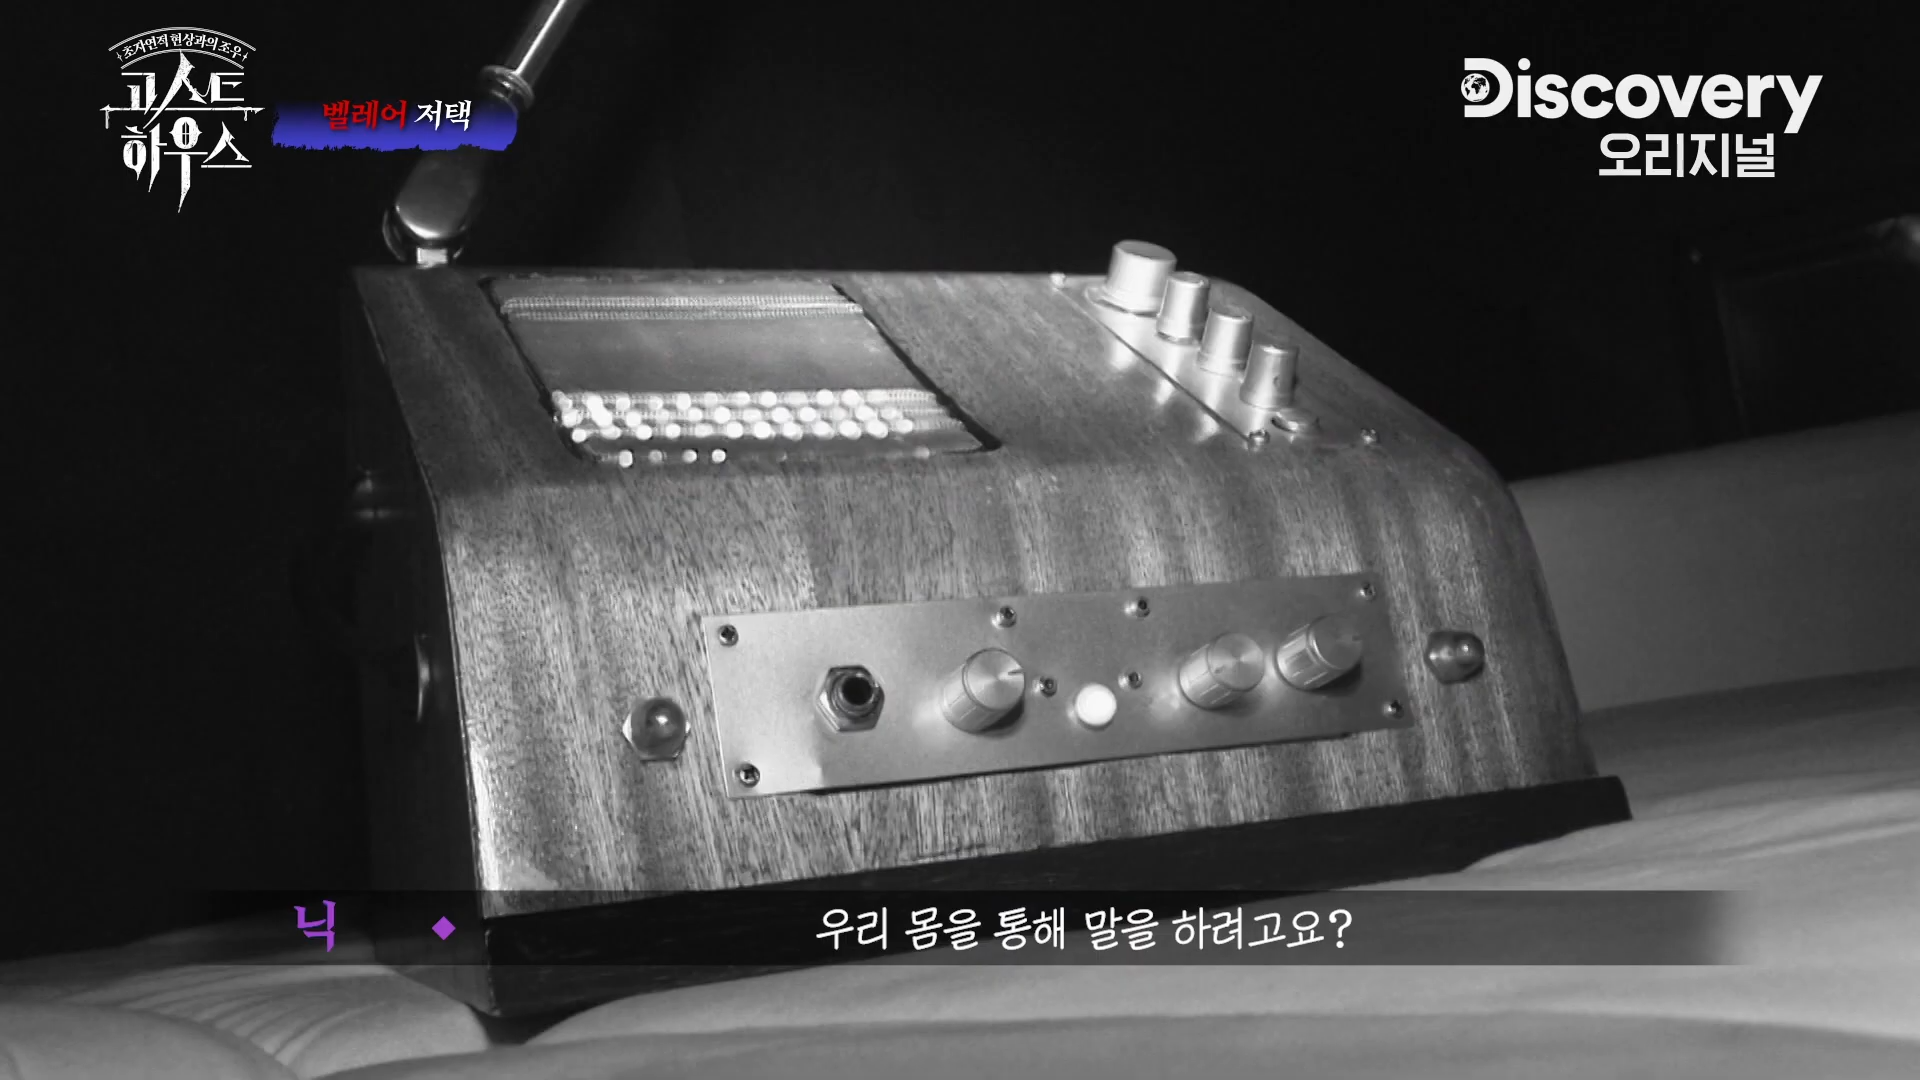 초자연적 현상과의 조우
고스트
하우스
벨레어 저택
Discovery
오리지널
닉 ◆ 우리 몸을 통해 말을 하려고요?